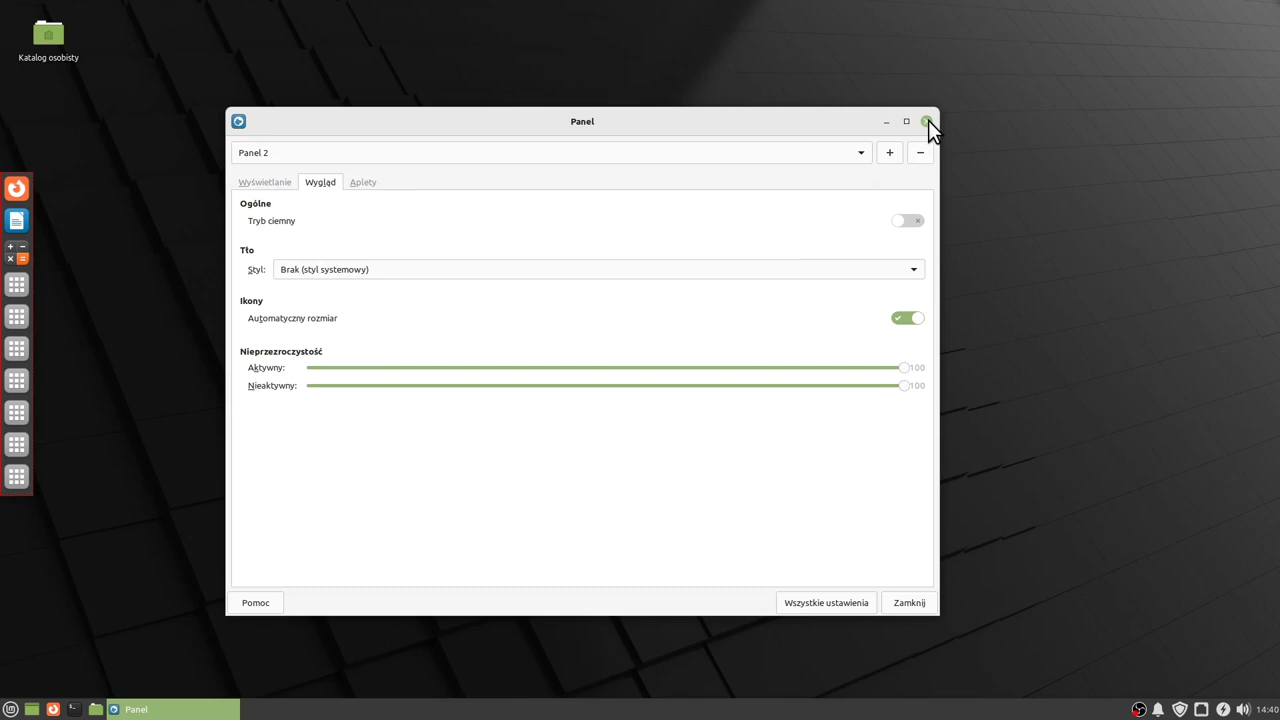 Katalog osobisty
Panel
Panel 2
Wyświetlanie
Wygląd
Aplety
Ogólne
Tryb ciemny
Tło
Styl:
Brak (styl systemowy)
Ikony
Automatyczny rozmiar
Nieprzezroczystość
Aktywny:
100
Nieaktywny:
100
Pomoc
Wszystkie ustawienia
Zamknij
Panel
14:40